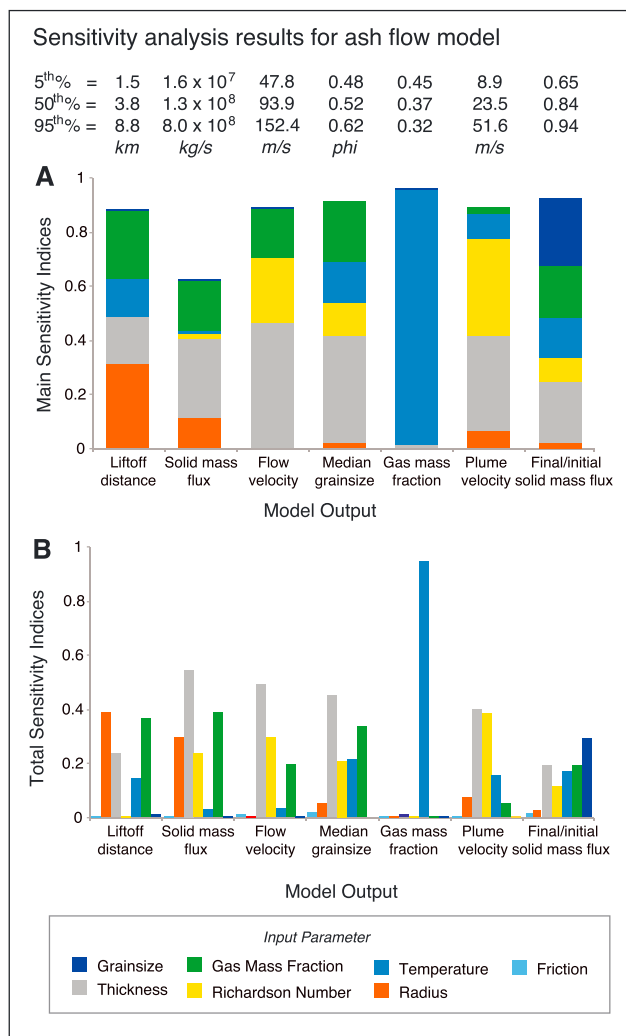 Sensitivity analysis results for ash flow model
5th% = 1.5 1.6 x 10^7 47.8 0.48 0.45 8.9 0.65
50th% = 3.8 1.3 x 10^8 93.9 0.52 0.37 23.5 0.84
95th% = 8.8 8.0 x 10^8 152.4 0.62 0.32 51.6 0.94
km kg/s m/s phi m/s
A
Main Sensitivity Indices
1
0.8
0.6
0.4
0.2
0
Liftoff distance
Solid mass flux
Flow velocity
Median grainsize
Gas mass fraction
Plume velocity
Final/initial solid mass flux
Model Output
B
Total Sensitivity Indices
1
0.8
0.6
0.4
0.2
0
Liftoff distance
Solid mass flux
Flow velocity
Median grainsize
Gas mass fraction
Plume velocity
Final/initial solid mass flux
Model Output
Input Parameter
Grainsize Gas Mass Fraction Temperature Friction
Thickness Richardson Number Radius